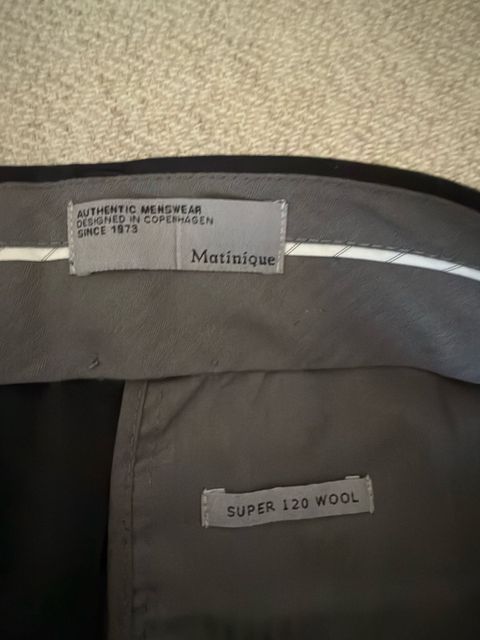 AUTHENTIC MENSWEAR
DESIGNED IN COPENHAGEN
SINCE 1973
Matinique
SUPER 120 WOOL